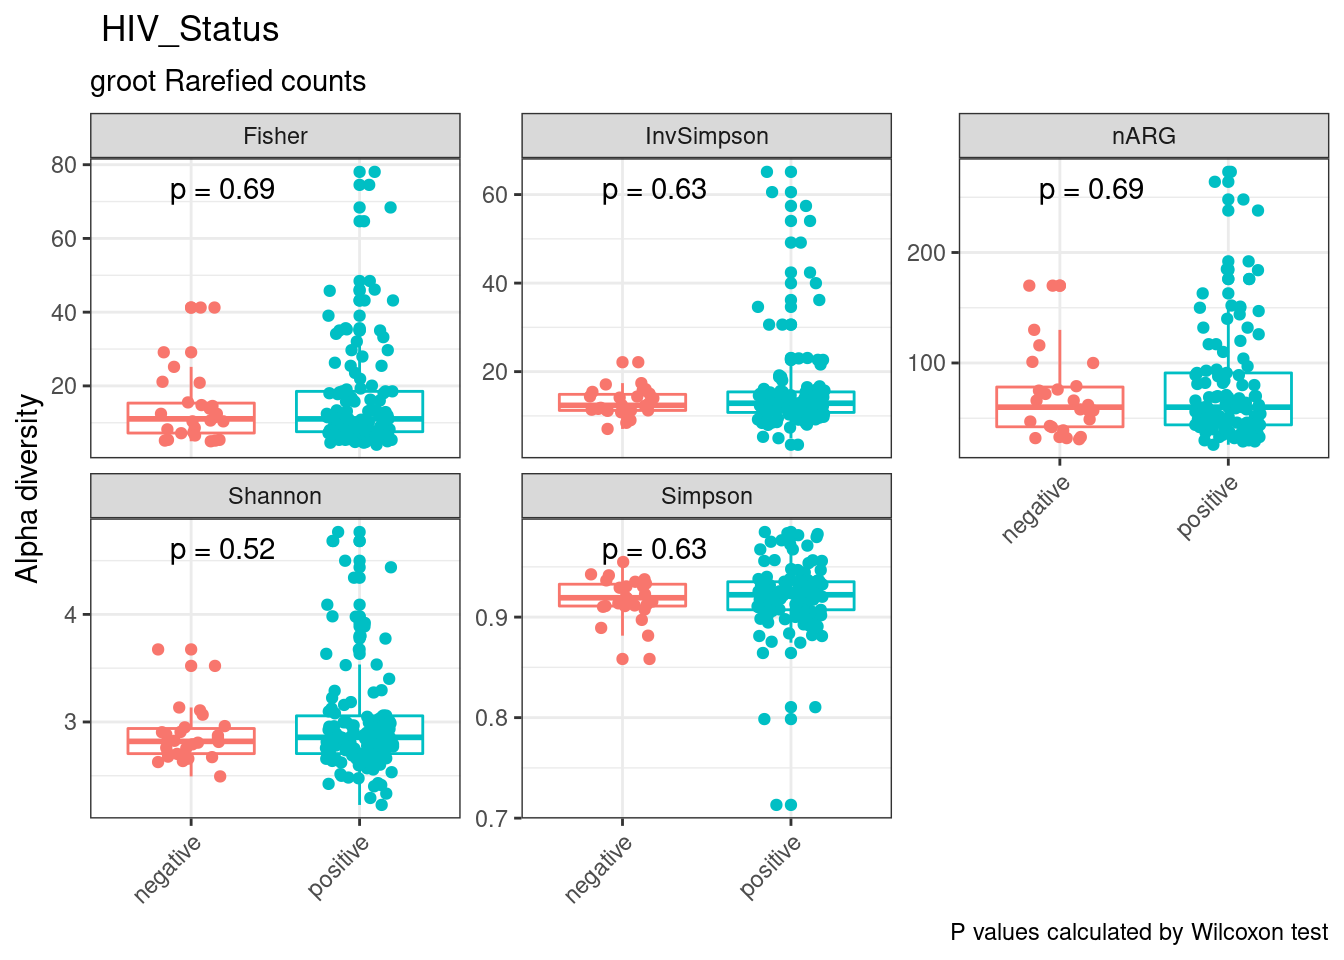 HIV_Status
groot Rarefied counts
Alpha diversity
Fisher
p = 0.69
80
60
40
20
InvSimpson
p = 0.63
60
40
20
nARG
p = 0.69
200
100
negative
positive
Shannon
p = 0.52
4
3
negative
positive
Simpson
p = 0.63
0.9
0.8
0.7
negative
positive
P values calculated by Wilcoxon test